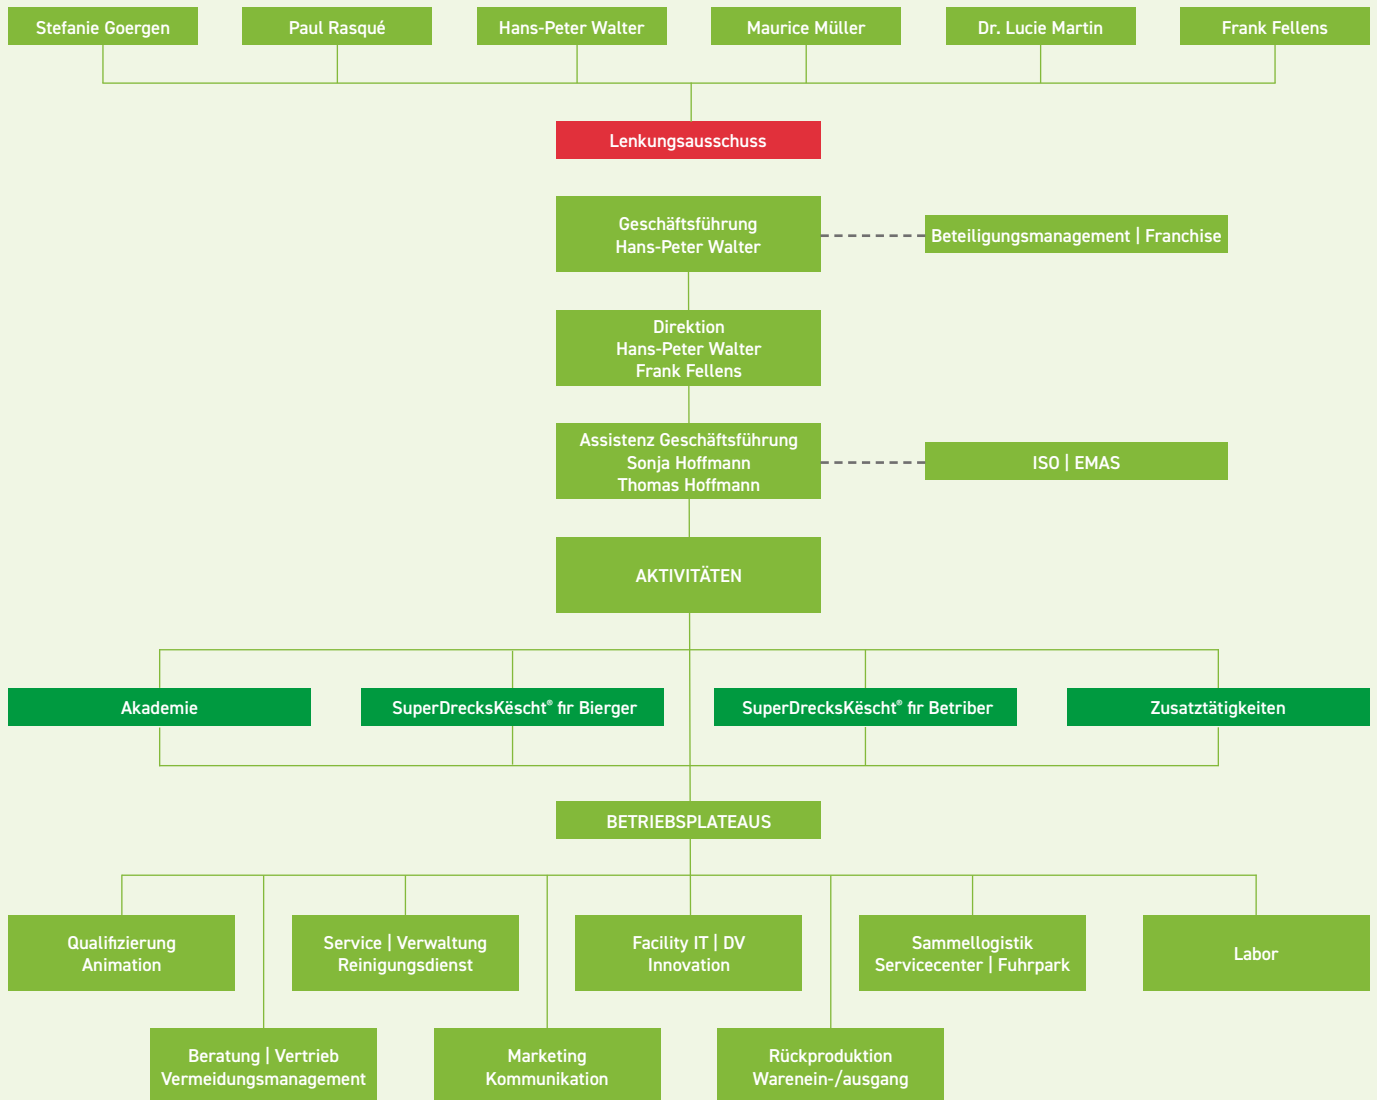 Stefanie Goergen
Paul Rasqué
Hans-Peter Walter
Maurice Müller
Dr. Lucie Martin
Frank Fellens
Lenkungsausschuss
Geschäftsführung
Hans-Peter Walter
Beteiligungsmanagement | Franchise
Direktion
Hans-Peter Walter
Frank Fellens
Assistenz Geschäftsführung
Sonja Hoffmann
Thomas Hoffmann
ISO | EMAS
AKTIVITÄTEN
Akademie
SuperDrecksKëscht® fir Bierger
SuperDrecksKëscht® fir Betriber
Zusatztätigkeiten
BETRIEBSPLATEAUS
Qualifizierung
Animation
Service | Verwaltung
Reinigungsdienst
Facility IT | DV
Innovation
Sammellogistik
Servicecenter | Fuhrpark
Labor
Beratung | Vertrieb
Vermeidungsmanagement
Marketing
Kommunikation
Rückproduktion
Warenein-/ausgang